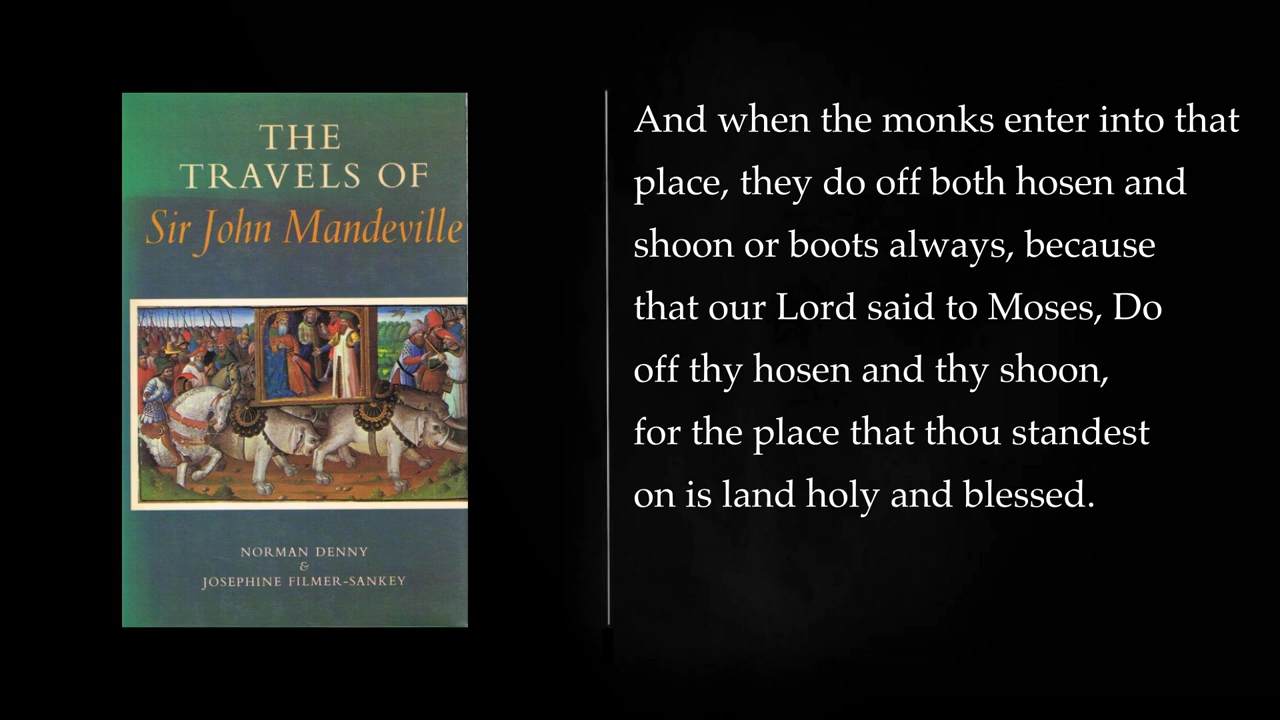 THE
TRAVELS OF
Sir John Mandeville
NORMAN DENNY
&
JOSEPHINE FILMER-SANKEY
And when the monks enter into that
place, they do off both hosen and
shoon or boots always, because
that our Lord said to Moses, Do
off thy hosen and thy shoon,
for the place that thou standest
on is land holy and blessed.